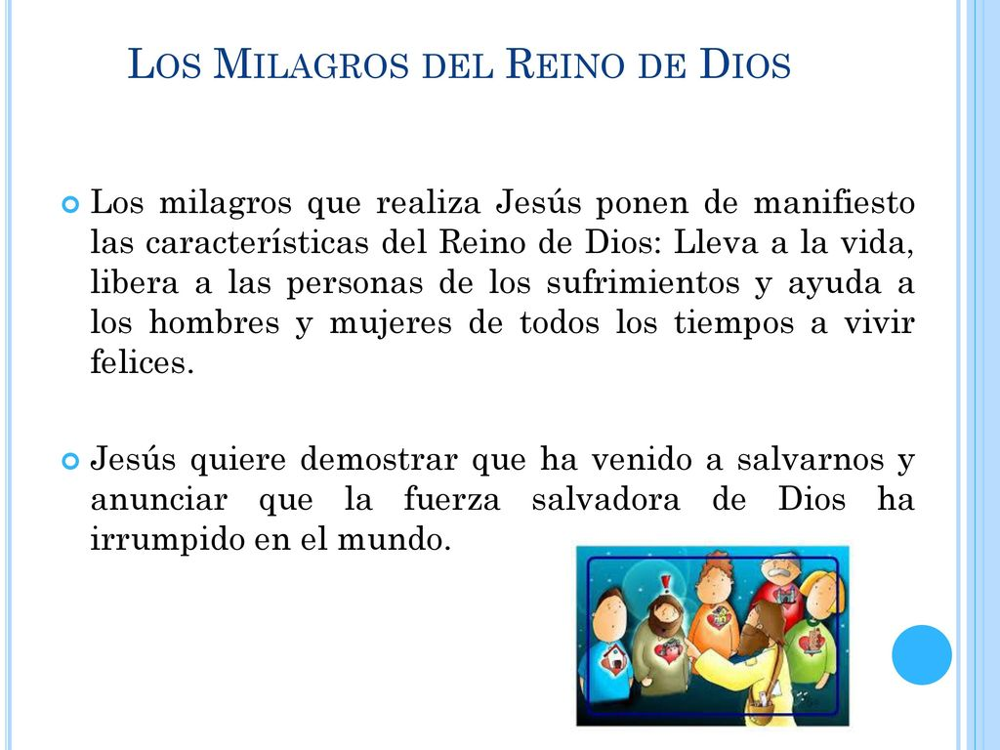 Los Milagros del Reino de Dios
Los milagros que realiza Jesús ponen de manifiesto
las características del Reino de Dios: Lleva a la vida,
libera a las personas de los sufrimientos y ayuda a
los hombres y mujeres de todos los tiempos a vivir
felices.
Jesús quiere demostrar que ha venido a salvarnos y
anunciar que la fuerza salvadora de Dios ha
irrumpido en el mundo.